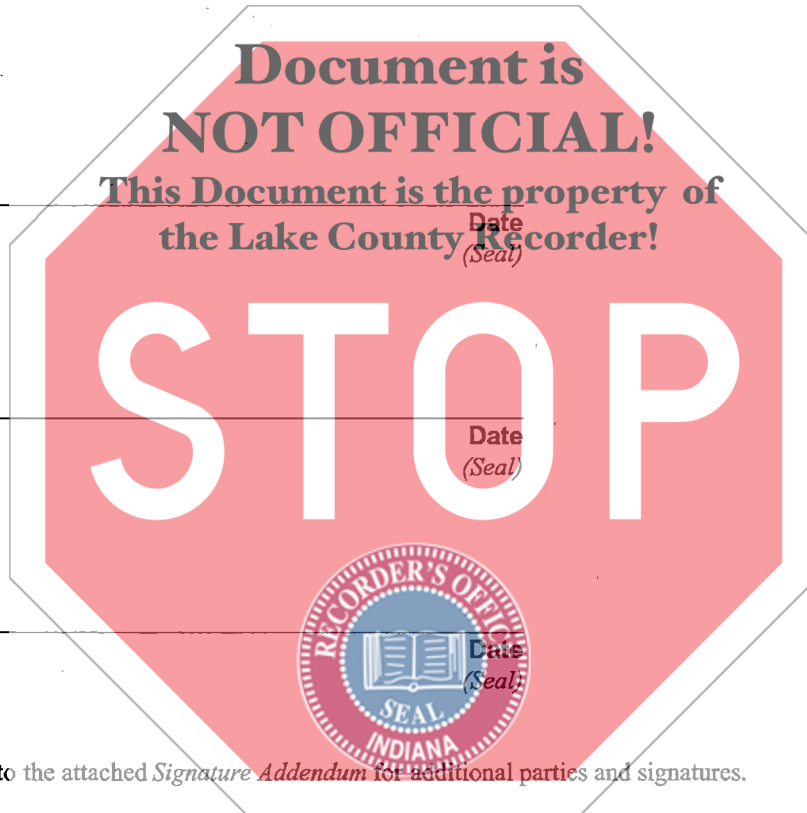 Document is
NOT OFFICIAL!
This Document is the property of
the Lake County Recorder!
Date
(Seal)
STOP
Date
(Seal)
RECORDER'S OFFICE
Date
(Seal)
SEAL
INDIANA
to the attached Signature Addendum for additional parties and signatures.